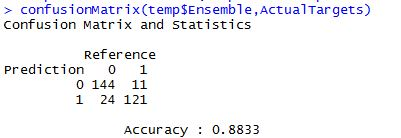 > confusionMatrix(temp$Ensemble,ActualTargets)
Confusion Matrix and Statistics
Reference
Prediction 0 1
0 144 11
1 24 121
Accuracy : 0.8833